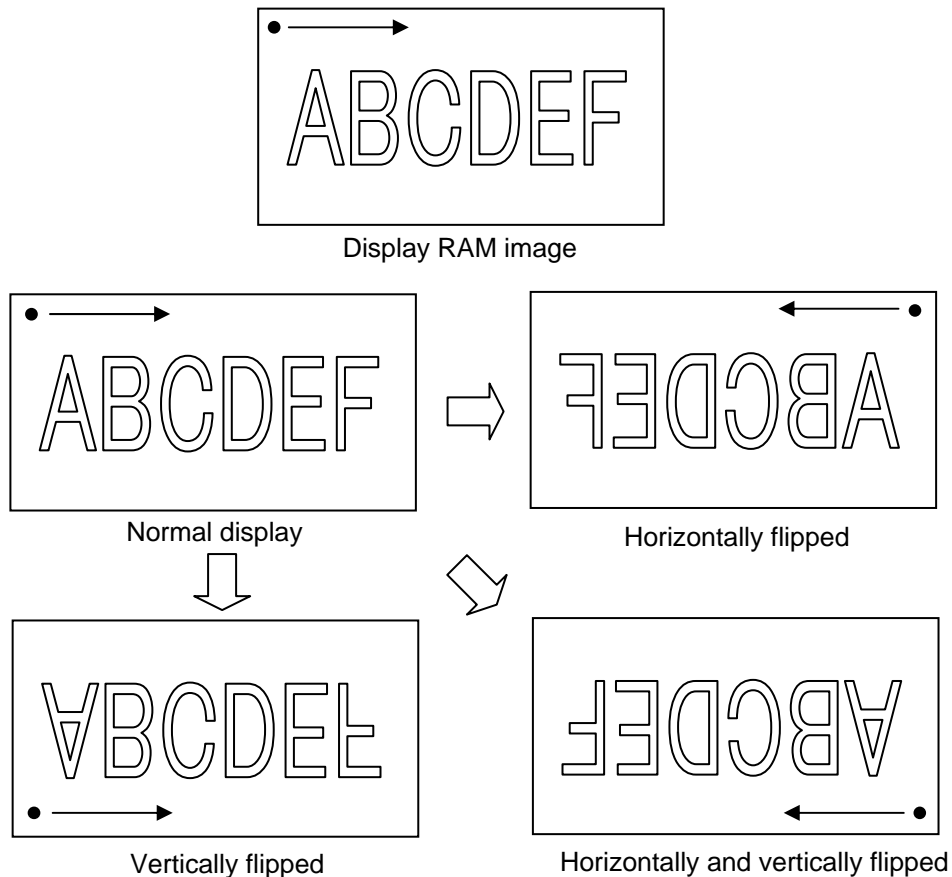 ABCDEF
Display RAM image
ABCDEF
ABCDEF
Normal display
Horizontally flipped
ABCDEF
ABCDEF
Vertically flipped
Horizontally and vertically flipped